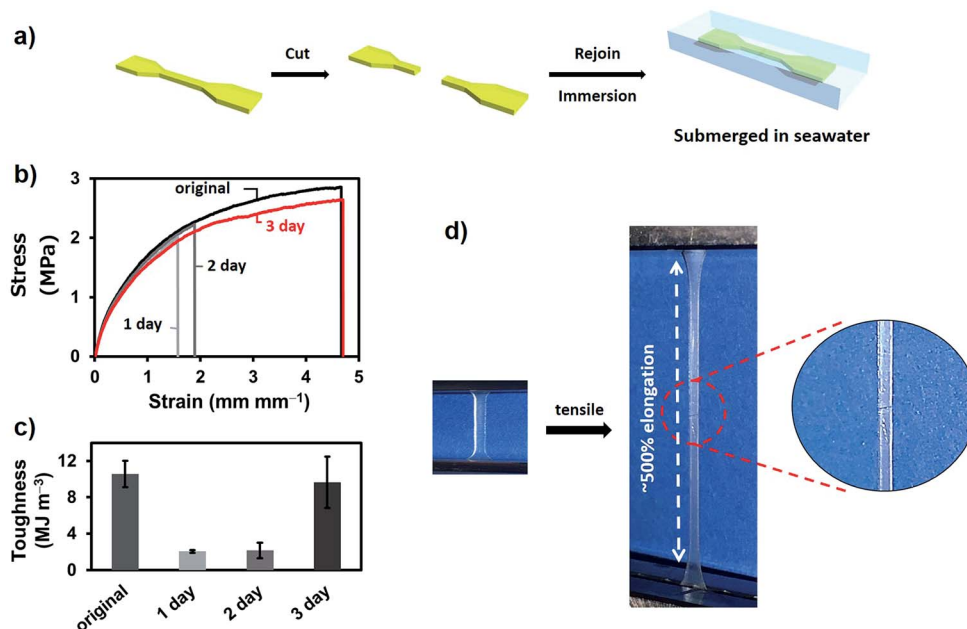 a)
Cut
Rejoin
Immersion
Submerged in seawater
b)
3
2
1
0
Stress
(MPa)
original
3 day
2 day
1 day
0 1 2 3 4 5
Strain (mm mm⁻¹)
c)
12
8
4
0
Toughness
(MJ m⁻³)
original
1 day
2 day
3 day
d)
tensile
~500% elongation